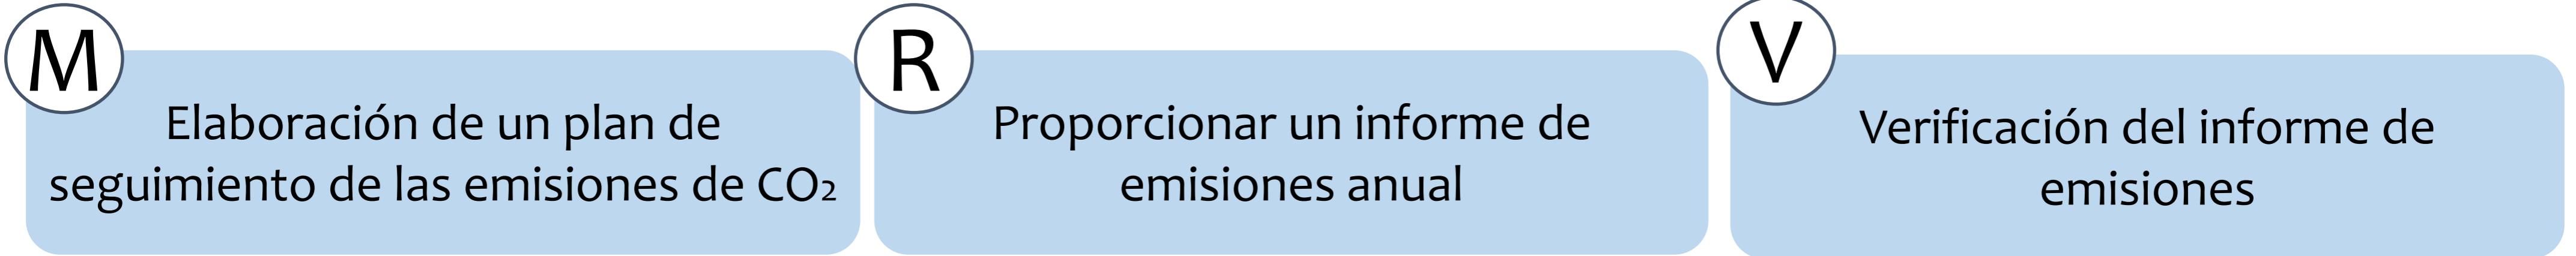 M
Elaboración de un plan de
seguimiento de las emisiones de CO₂
R
Proporcionar un informe de
emisiones anual
V
Verificación del informe de
emisiones